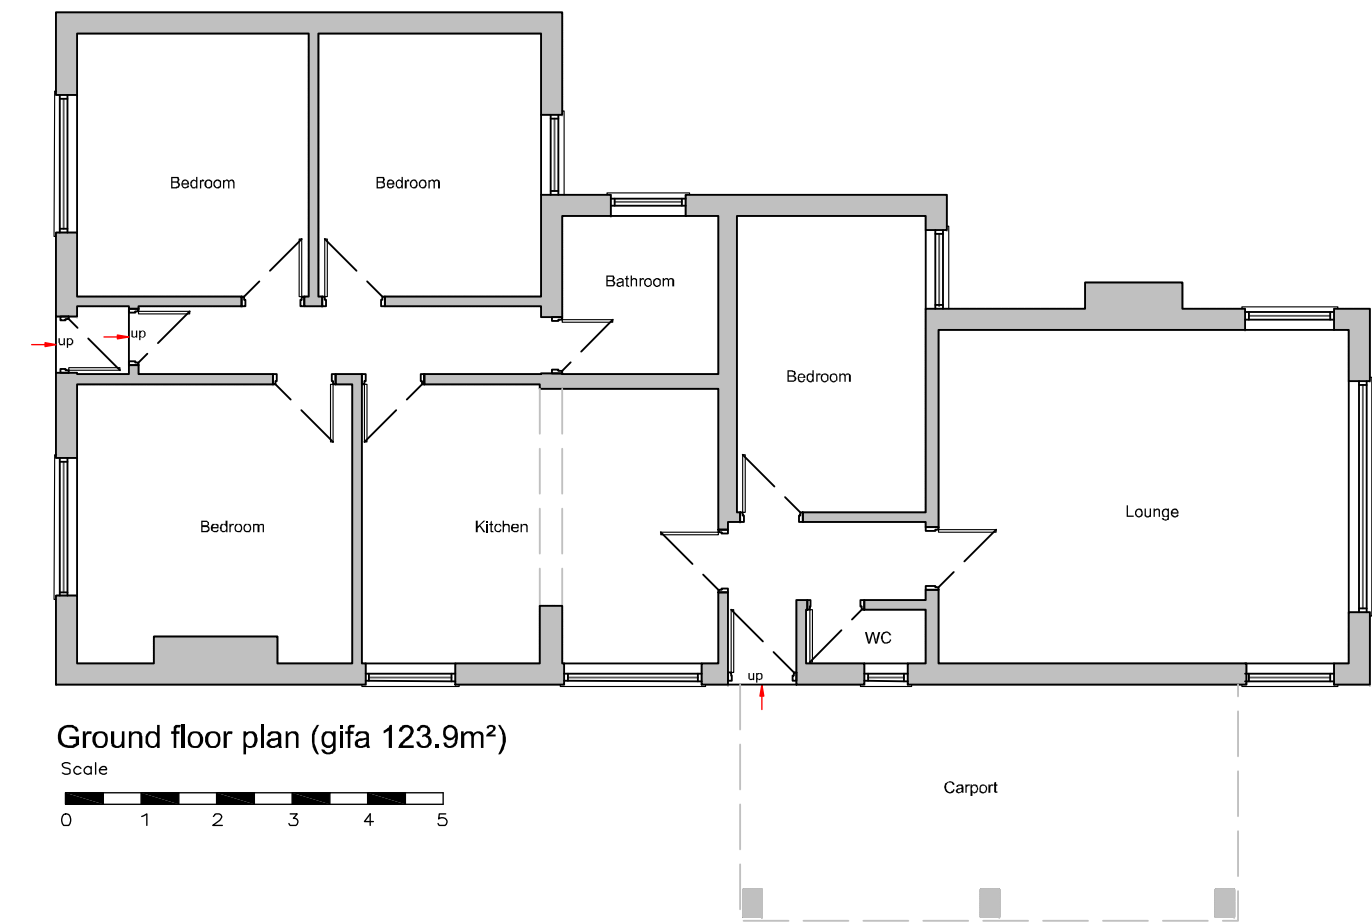 Bedroom
Bedroom
Bathroom
up
up
Bedroom
Bedroom
Kitchen
Lounge
WC
up
Ground floor plan (gifa 123.9m²)
Scale
0 1 2 3 4 5
Carport